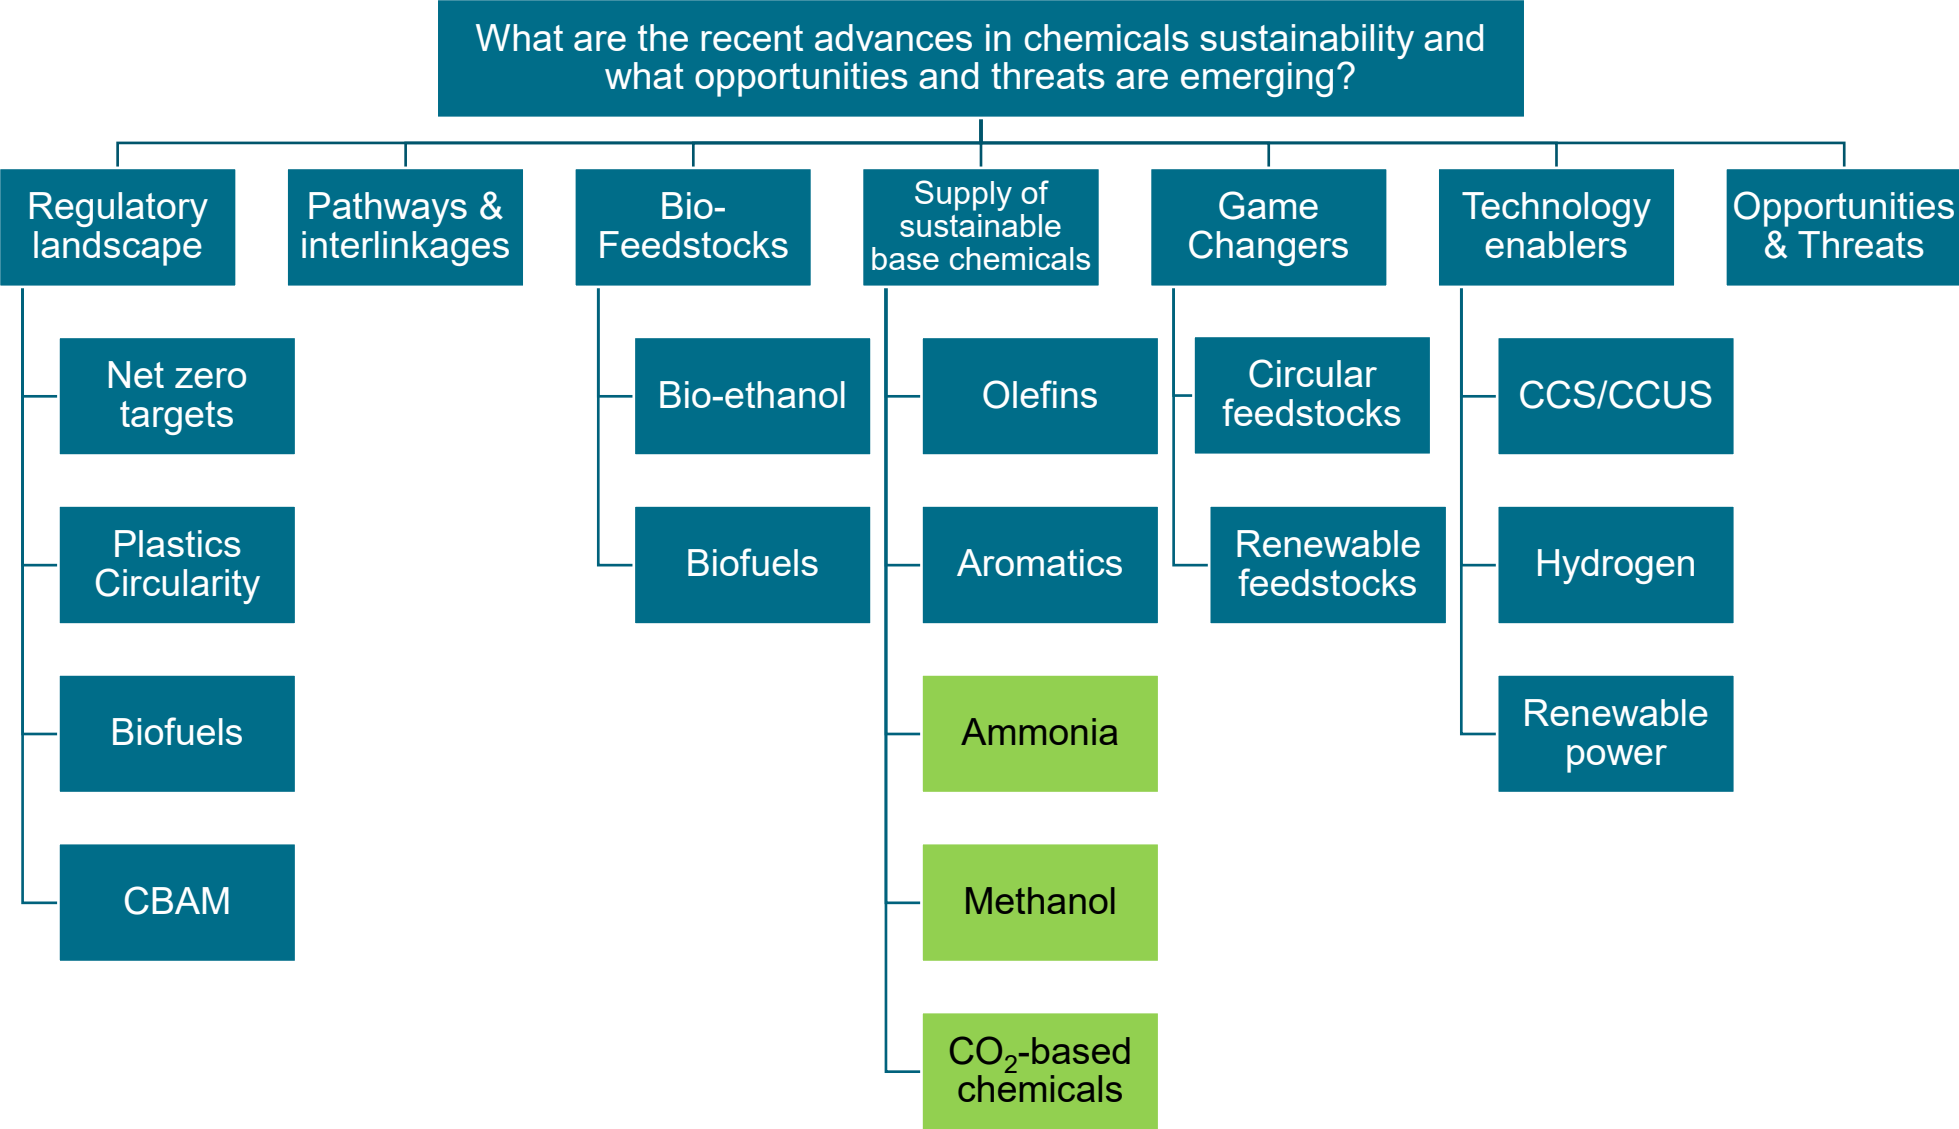 What are the recent advances in chemicals sustainability and
what opportunities and threats are emerging?
Regulatory
landscape
Net zero
targets
Plastics
Circularity
Biofuels
CBAM
Pathways &
interlinkages
Bio-
Feedstocks
Bio-ethanol
Biofuels
Supply of
sustainable
base chemicals
Olefins
Aromatics
Ammonia
Methanol
CO₂-based
chemicals
Game
Changers
Circular
feedstocks
Renewable
feedstocks
Technology
enablers
CCS/CCUS
Hydrogen
Renewable
power
Opportunities
& Threats